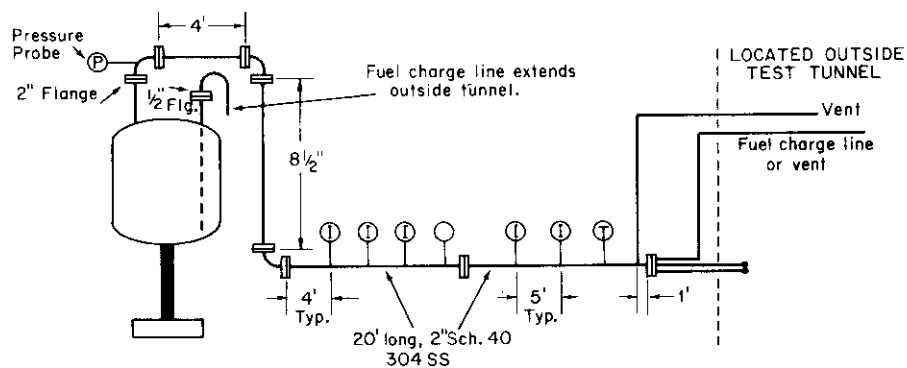 4'
Pressure
Probe
P
2" Flange
1/2"
Flg.
Fuel charge line extends
outside tunnel.
8 1/2"
LOCATED OUTSIDE
TEST TUNNEL
Vent
Fuel charge line
or vent
I I I I I T
4'
Typ.
5'
Typ.
1'
20' long, 2" Sch. 40
304 SS